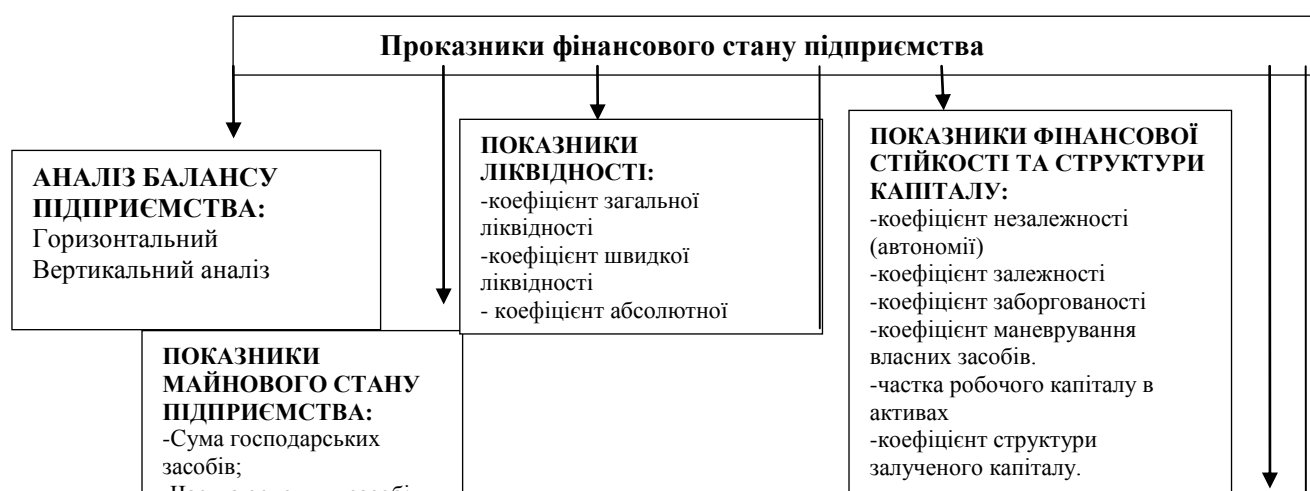 Проказники фінансового стану підприємства
АНАЛІЗ БАЛАНСУ
ПІДПРИЄМСТВА:
Горизонтальний
Вертикальний аналіз
ПОКАЗНИКИ
ЛІКВІДНОСТІ:
-коефіцієнт загальної
ліквідності
-коефіцієнт швидкої
ліквідності
- коефіцієнт абсолютної
ПОКАЗНИКИ ФІНАНСОВОЇ
СТІЙКОСТІ ТА СТРУКТУРИ
КАПІТАЛУ:
-коефіцієнт незалежності
(автономії)
-коефіцієнт залежності
-коефіцієнт заборгованості
-коефіцієнт маневрування
власних засобів.
-частка робочого капіталу в
активах
-коефіцієнт структури
залученого капіталу.
ПОКАЗНИКИ
МАЙНОВОГО СТАНУ
ПІДПРИЄМСТВА:
-Сума господарських
засобів;